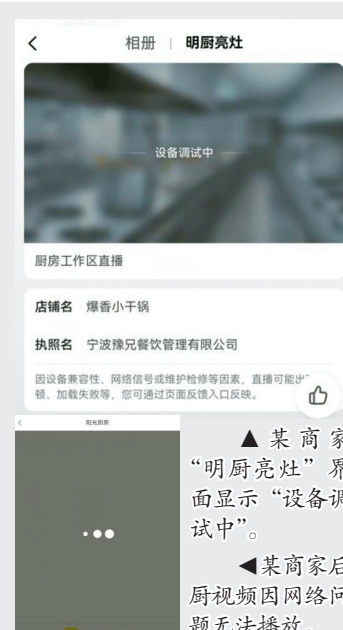 相册 | 明厨亮灶
设备调试中
厨房工作区直播
店铺名 爆香小干锅
执照名 宁波豫兄餐饮管理有限公司
因设备兼容性、网络信号或维护检修等因素，直播可能出
顿、加载失败等，您可通过页面反馈入口反映。
阳光厨房
▲某商家
“明厨亮灶”界
面显示“设备调
试中”。
◀某商家后
厨视频因网络问
题无法播放。